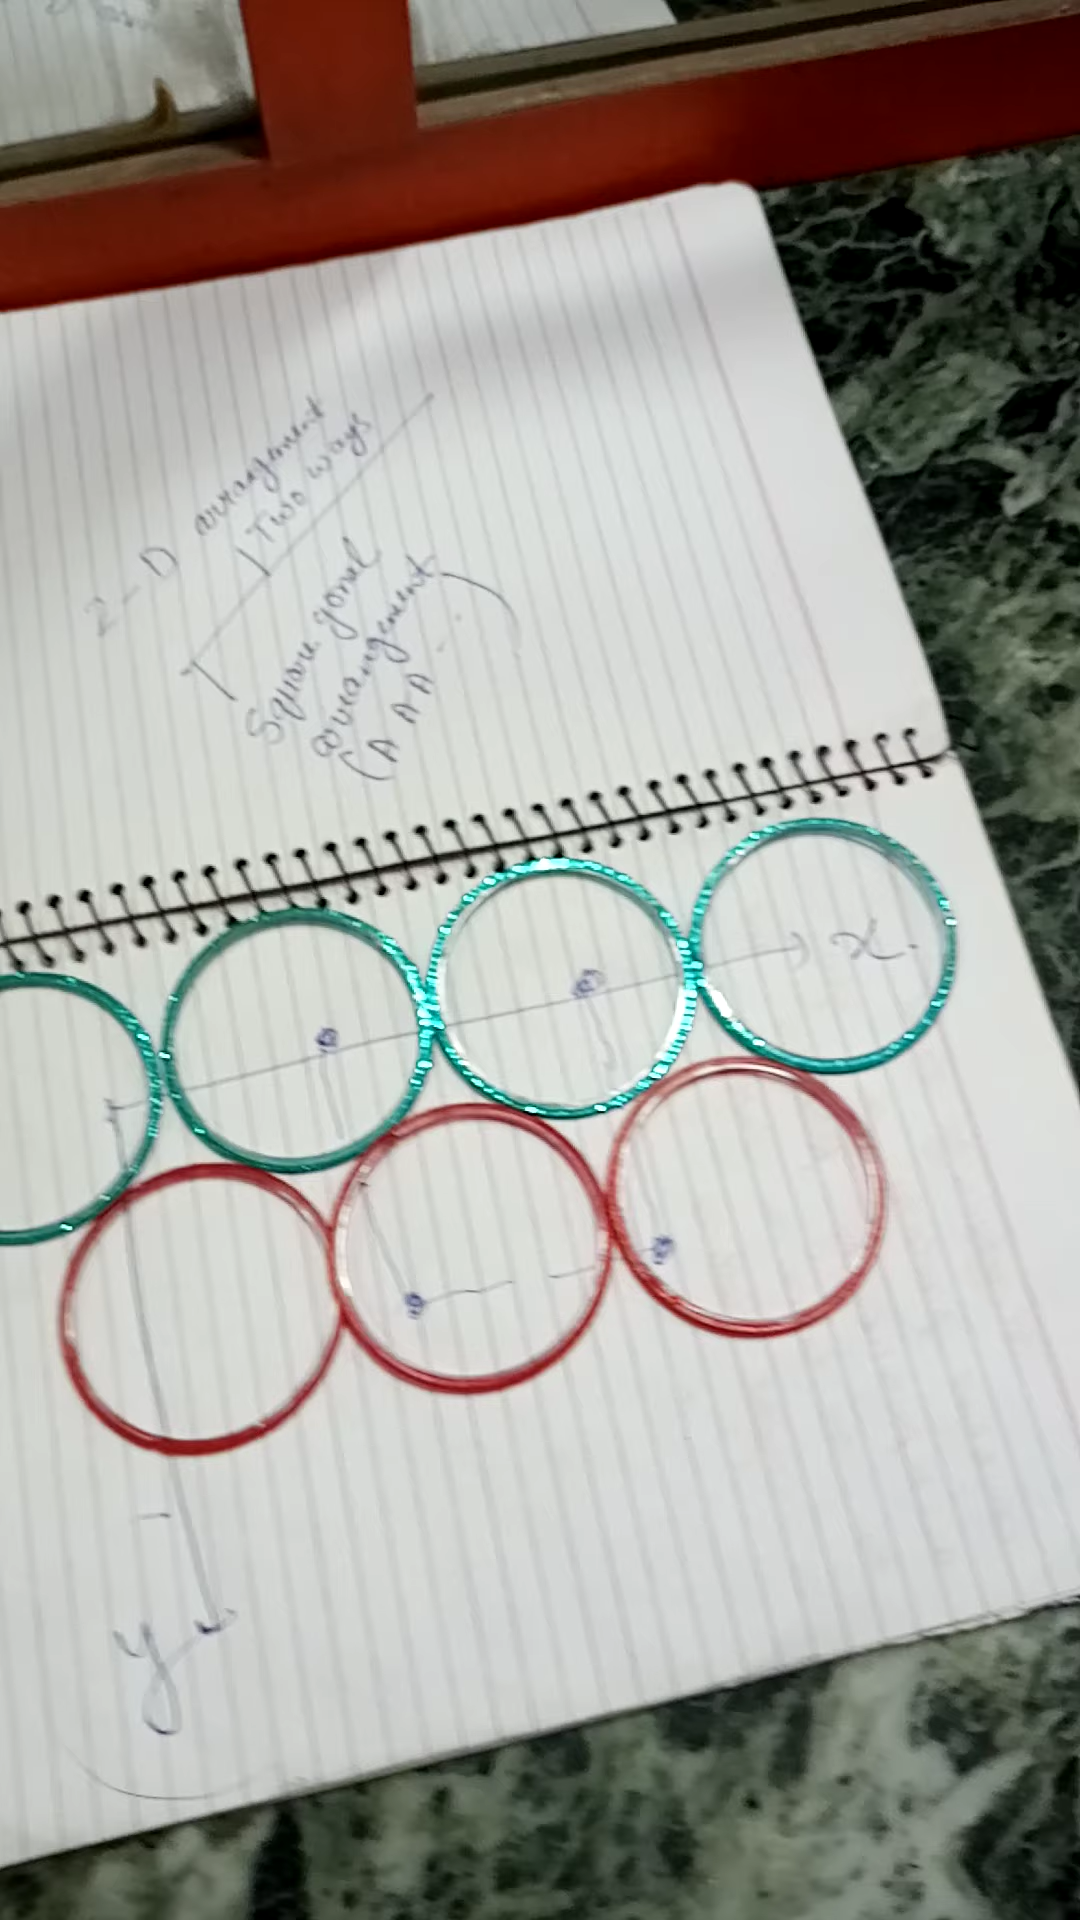 2-D arrangement
Two ways
Square gonal
arrangement
(A A A ...)
x
y